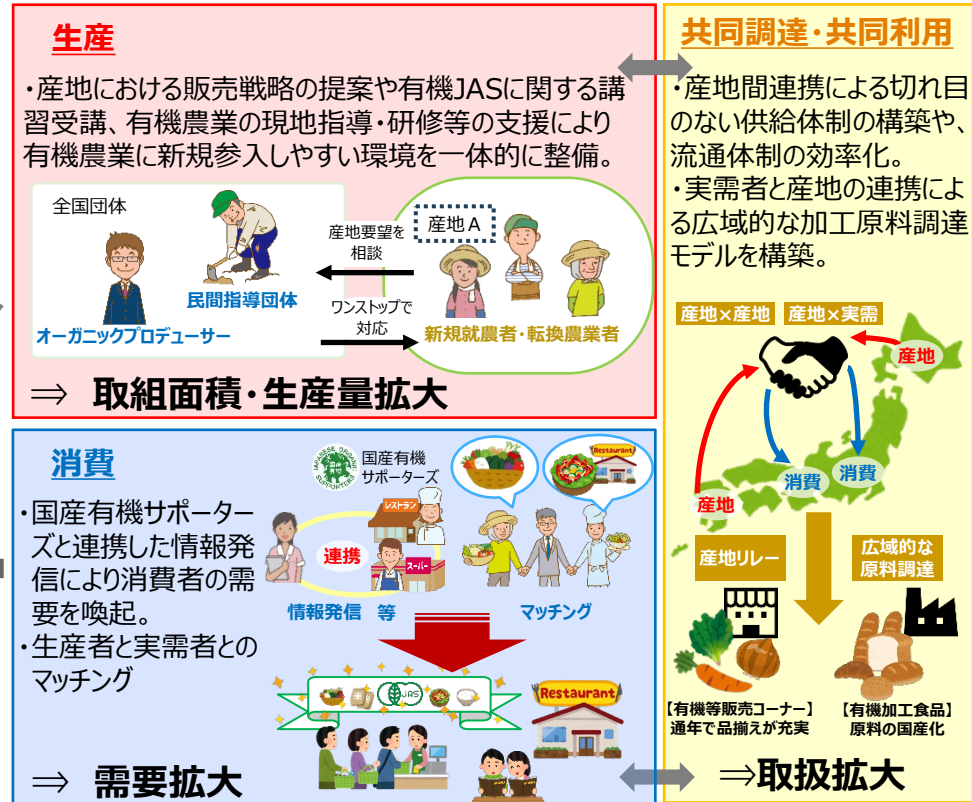 生産
・産地における販売戦略の提案や有機JASに関する講
習受講、有機農業の現地指導・研修等の支援により
有機農業に新規参入しやすい環境を一体的に整備。
全国団体
民間指導団体
オーガニックプロデューサー
産地要望を
相談
ワンストップで
対応
産地A
新規就農者・転換農業者
⇒ 取組面積・生産量拡大
消費
・国産有機サポーター
ズと連携した情報発
信により消費者の需
要を喚起。
・生産者と実需者との
マッチング
JAPANESE ORGANIC
SUPPORTERS
国産有機
サポーターズ
レストラン
連携
スーパー
情報発信 等
Restaurant
マッチング
JAS
Restaurant
⇒ 需要拡大
共同調達・共同利用
・産地間連携による切れ目
のない供給体制の構築や、
流通体制の効率化。
・実需者と産地の連携によ
る広域的な加工原料調達
モデルを構築。
産地×産地
産地×実需
産地
消費
消費
産地
産地リレー
広域的な
原料調達
【有機等販売コーナー】
通年で品揃えが充実
【有機加工食品】
原料の国産化
⇒取扱拡大